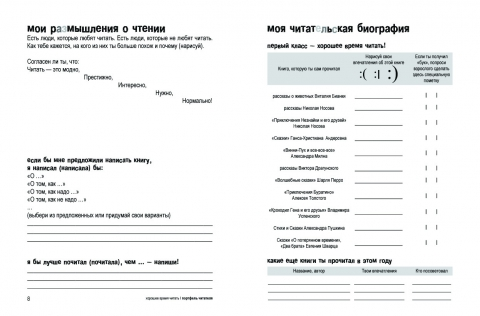 мои размышления о чтении
Есть люди, которые любят читать. Есть люди, которые не любят читать.
Как тебе кажется, на кого из них ты больше похож и почему (нарисуй).
Согласен ли ты, что:
Читать – это модно,
Престижно,
Интересно,
Нужно,
Нормально!
если бы мне предложили написать книгу,
я написал (написала) бы:
«О …»
«О том, как …»
«О том, как надо …»
«О том, как не надо …»
…
(выбери из предложенных или придумай свои варианты)
я бы лучше почитал (почитала), чем … – напиши!
8
хорошее время читать | портфель читателя
моя читательская биография
первый класс – хорошее время читать!
Книга, которую ты сам прочитал
Нарисуй свои впечатления об этой книге
:( :| :)
Если ты получил «бук», попроси взрослого сделать здесь специальную пометку
рассказы о животных Виталия Бианки
рассказы Николая Носова
«Приключения Незнайки и его друзей»
Николая Носова
«Сказки» Ганса-Христиана Андерсена
«Винни-Пух и все-все-все»
Александра Милна
рассказы Виктора Драгунского
«Волшебные сказки» Шарля Перро
«Приключения Буратино»
Алексея Толстого
«Крокодил Гена и его друзья» Владимира
Успенского
Стихи и Сказки Александра Пушкина
Сказки «О потерянном времени»,
«Два брата» Евгения Шварца
какие еще книги ты прочитал в этом году
Название, автор
Твои впечатления
Кто посоветовал